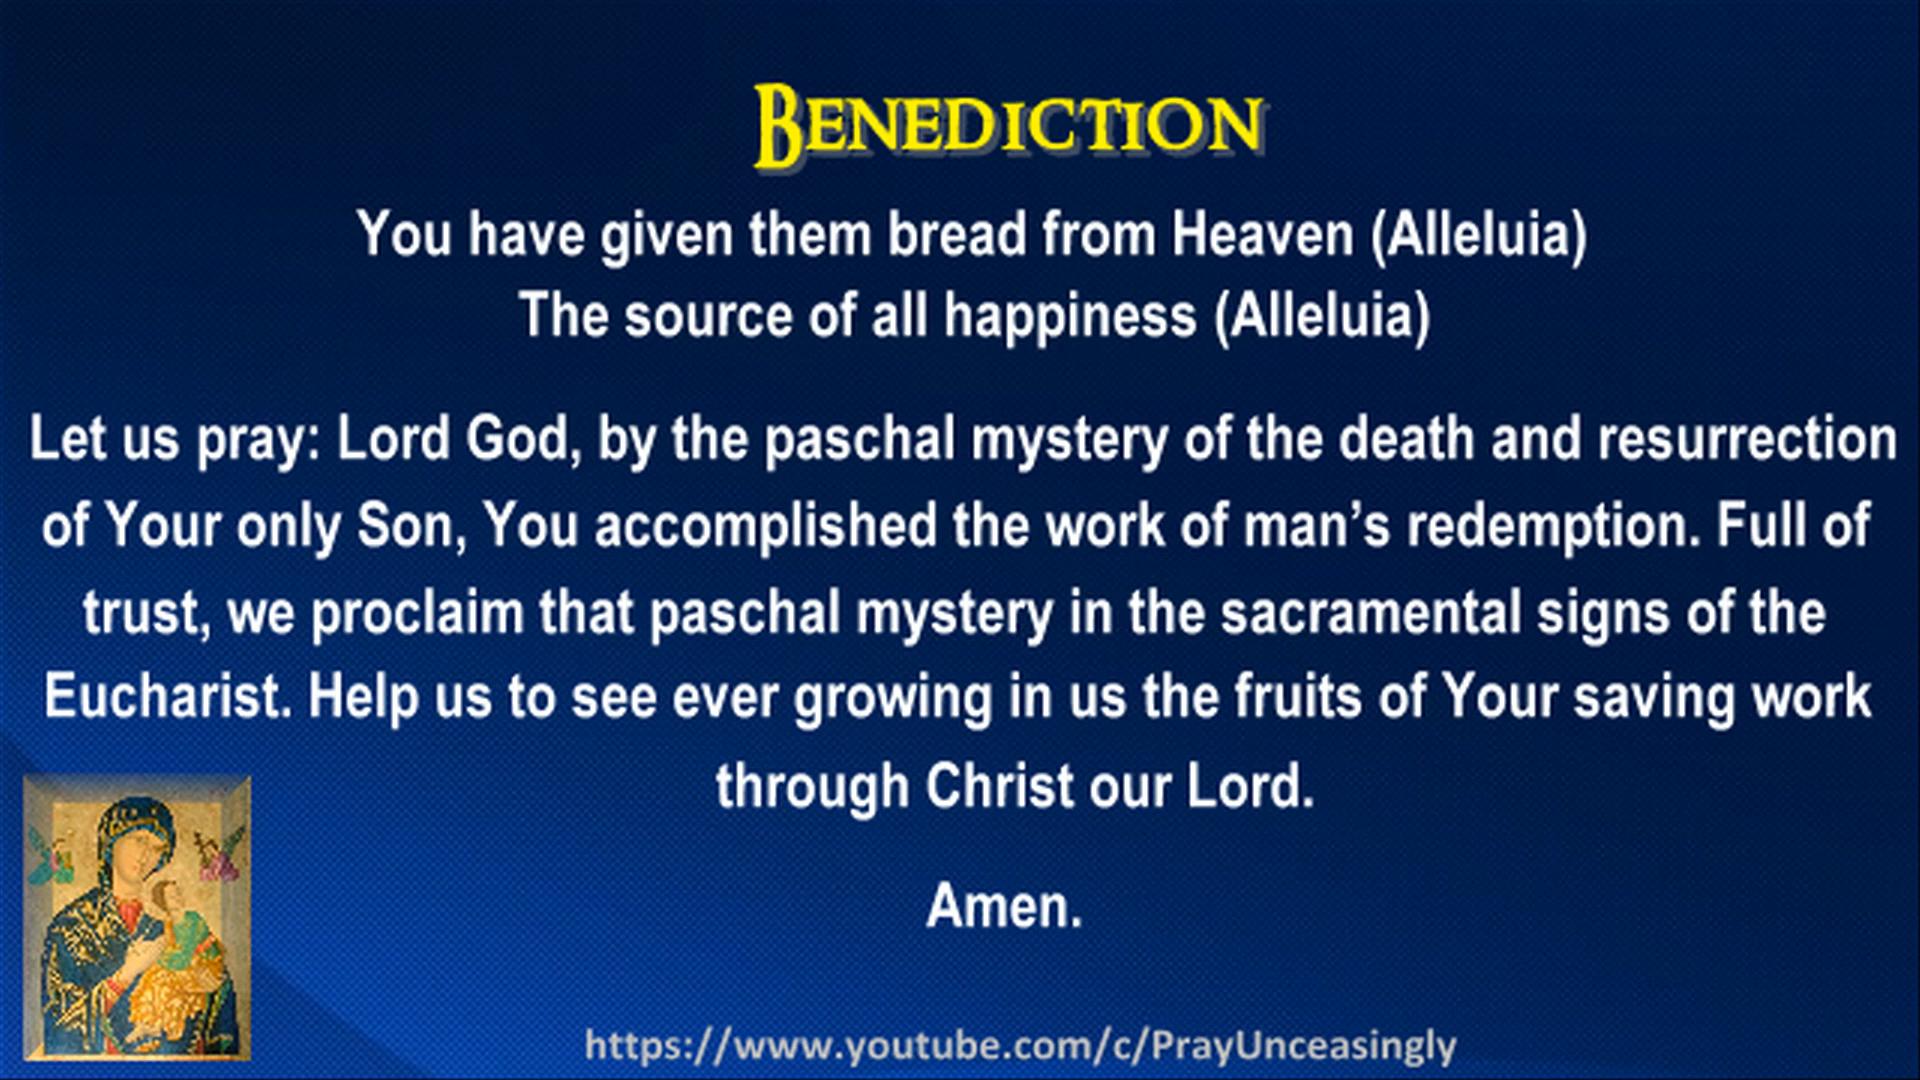 BENEDICTION
You have given them bread from Heaven (Alleluia)
The source of all happiness (Alleluia)
Let us pray: Lord God, by the paschal mystery of the death and resurrection
of Your only Son, You accomplished the work of man’s redemption. Full of
trust, we proclaim that paschal mystery in the sacramental signs of the
Eucharist. Help us to see ever growing in us the fruits of Your saving work
through Christ our Lord.
Amen.
https://www.youtube.com/c/PrayUnceasingly